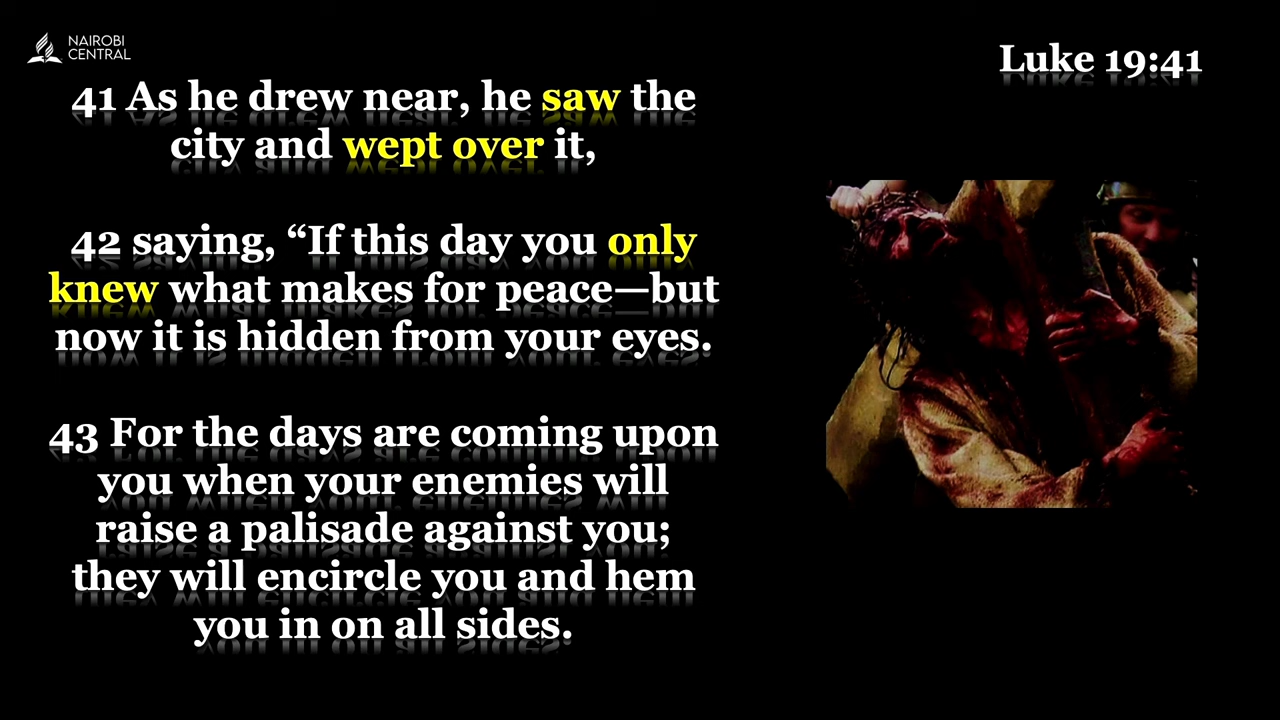 NAIROBI
CENTRAL
Luke 19:41
41 As he drew near, he saw the
city and wept over it,
42 saying, “If this day you only
knew what makes for peace—but
now it is hidden from your eyes.
43 For the days are coming upon
you when your enemies will
raise a palisade against you;
they will encircle you and hem
you in on all sides.